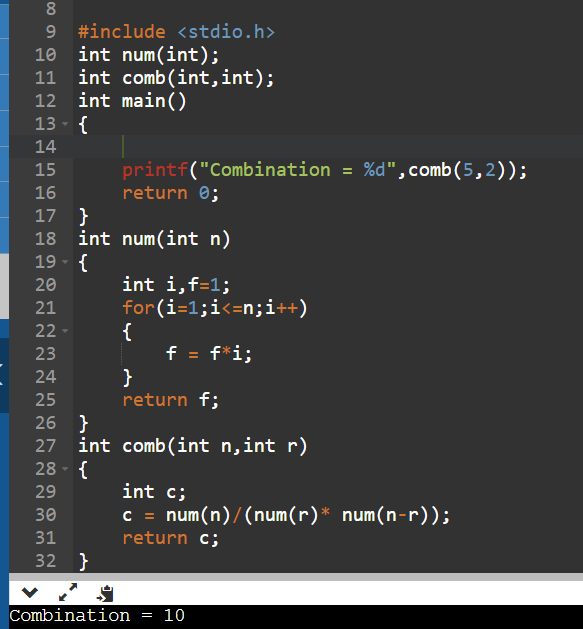 8
9 #include <stdio.h>
10 int num(int);
11 int comb(int,int);
12 int main()
13 {
14
15     printf("Combination = %d",comb(5,2));
16     return 0;
17 }
18 int num(int n)
19 {
20     int i,f=1;
21     for(i=1;i<=n;i++)
22     {
23         f = f*i;
24     }
25     return f;
26 }
27 int comb(int n,int r)
28 {
29     int c;
30     c = num(n)/(num(r)* num(n-r));
31     return c;
32 }
Combination = 10